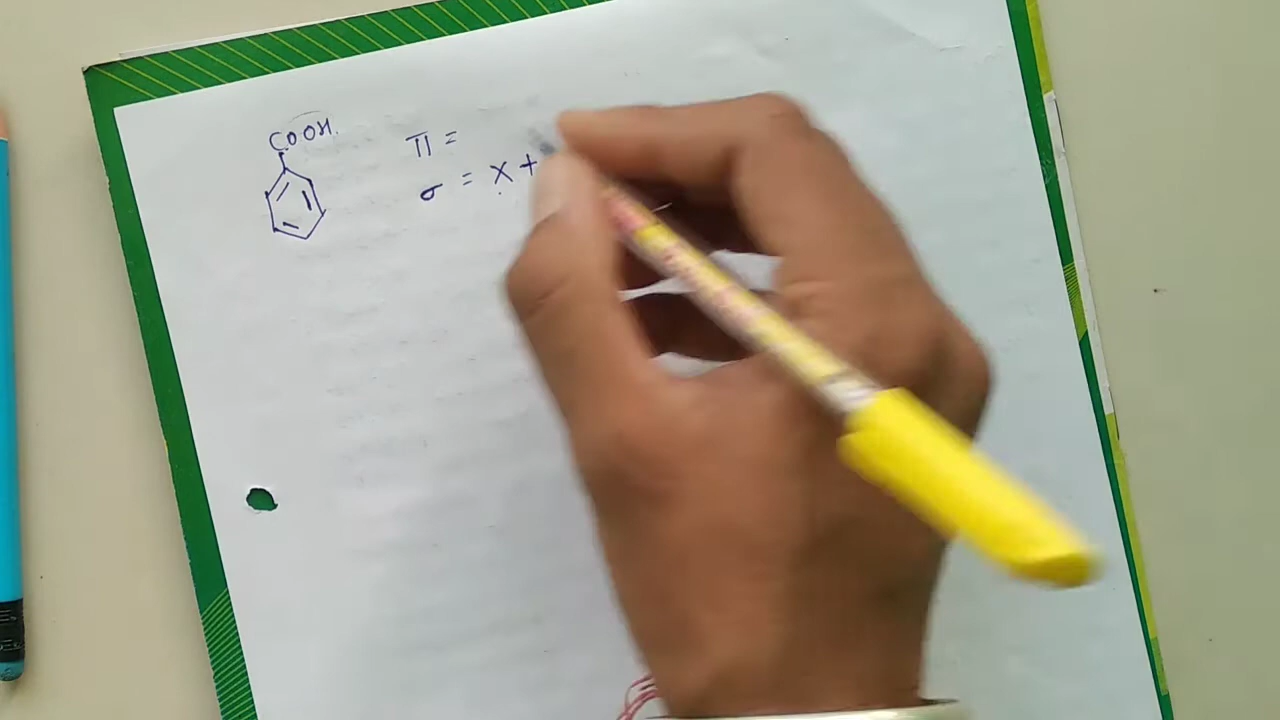 COOH.
π =
σ = x +